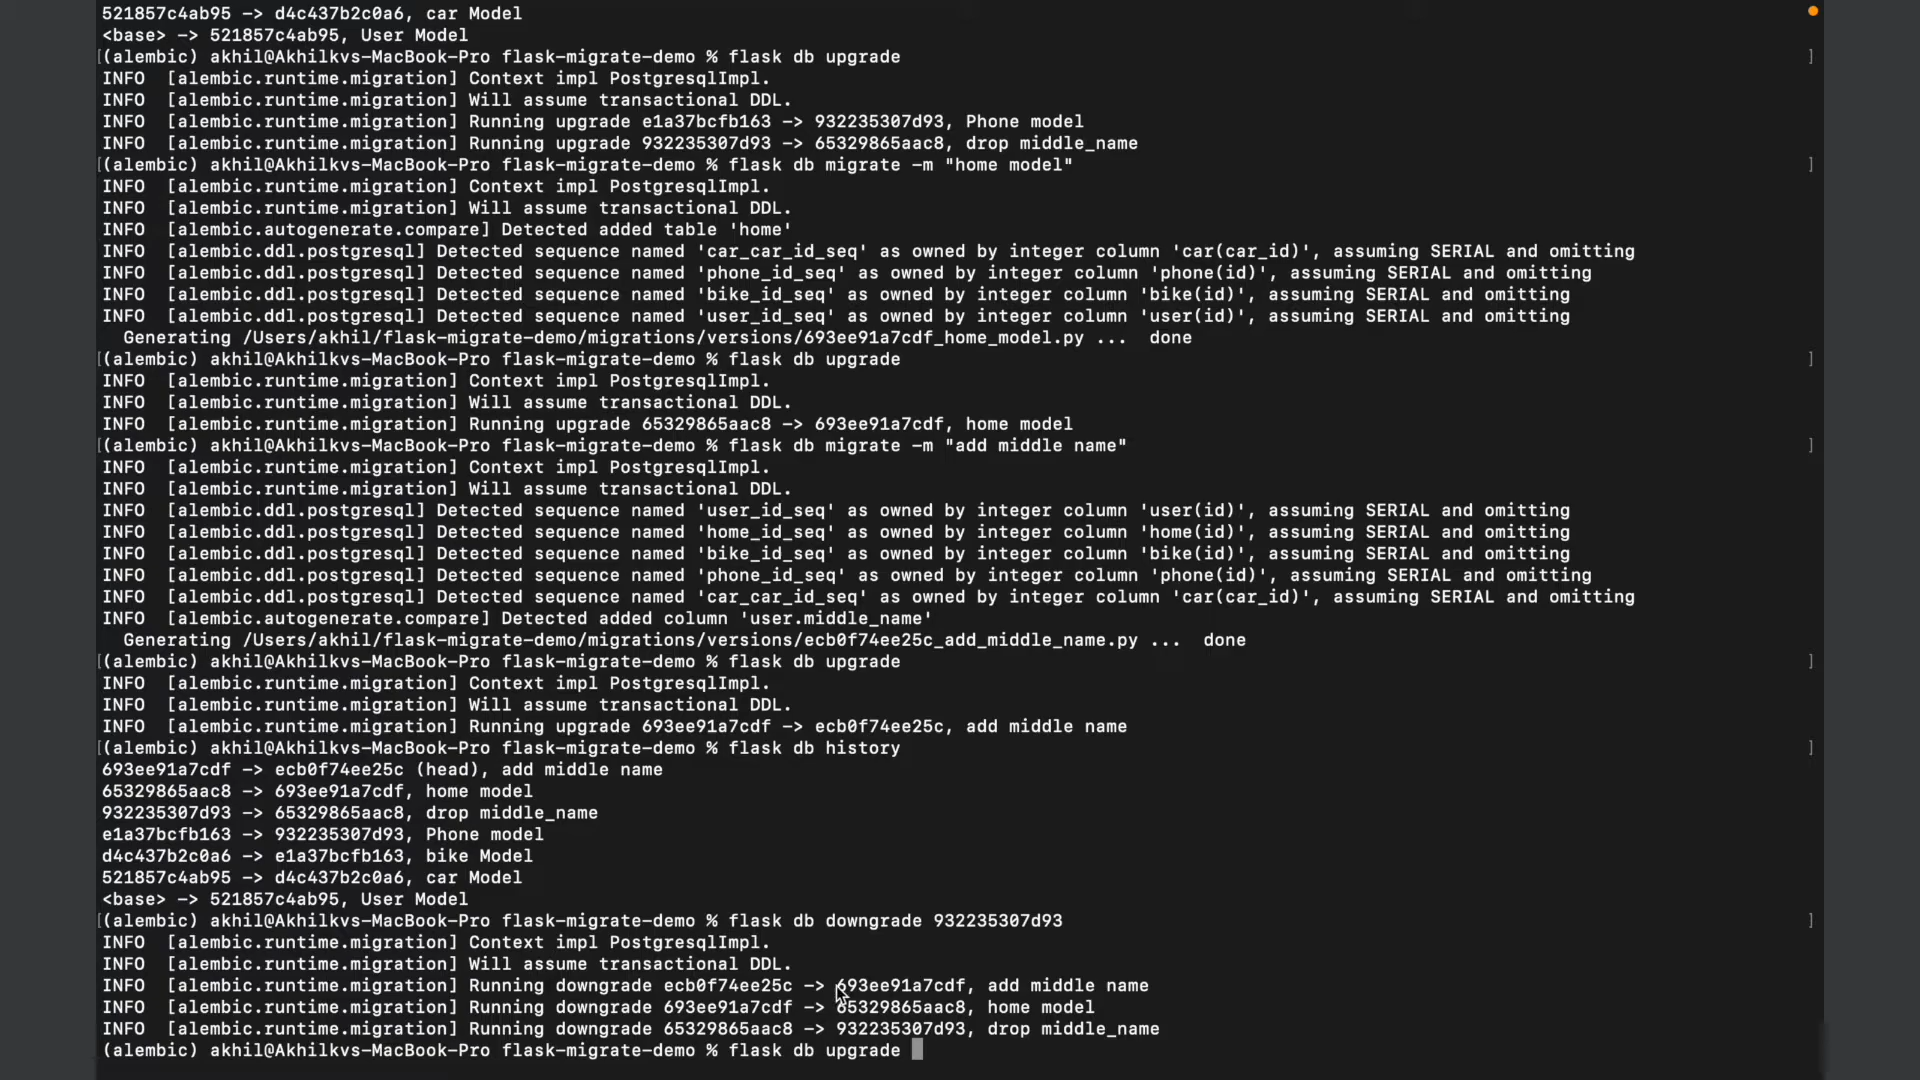 521857c4ab95 -> d4c437b2c0a6, car Model
<base> -> 521857c4ab95, User Model
[(alembic) akhil@Akhilkvs-MacBook-Pro flask-migrate-demo % flask db upgrade ]
INFO  [alembic.runtime.migration] Context impl PostgresqlImpl.
INFO  [alembic.runtime.migration] Will assume transactional DDL.
INFO  [alembic.runtime.migration] Running upgrade e1a37bcfb163 -> 932235307d93, Phone model
INFO  [alembic.runtime.migration] Running upgrade 932235307d93 -> 65329865aac8, drop middle_name
[(alembic) akhil@Akhilkvs-MacBook-Pro flask-migrate-demo % flask db migrate -m "home model" ]
INFO  [alembic.runtime.migration] Context impl PostgresqlImpl.
INFO  [alembic.runtime.migration] Will assume transactional DDL.
INFO  [alembic.autogenerate.compare] Detected added table 'home'
INFO  [alembic.ddl.postgresql] Detected sequence named 'car_car_id_seq' as owned by integer column 'car(car_id)', assuming SERIAL and omitting
INFO  [alembic.ddl.postgresql] Detected sequence named 'phone_id_seq' as owned by integer column 'phone(id)', assuming SERIAL and omitting
INFO  [alembic.ddl.postgresql] Detected sequence named 'bike_id_seq' as owned by integer column 'bike(id)', assuming SERIAL and omitting
INFO  [alembic.ddl.postgresql] Detected sequence named 'user_id_seq' as owned by integer column 'user(id)', assuming SERIAL and omitting
  Generating /Users/akhil/flask-migrate-demo/migrations/versions/693ee91a7cdf_home_model.py ...  done
[(alembic) akhil@Akhilkvs-MacBook-Pro flask-migrate-demo % flask db upgrade ]
INFO  [alembic.runtime.migration] Context impl PostgresqlImpl.
INFO  [alembic.runtime.migration] Will assume transactional DDL.
INFO  [alembic.runtime.migration] Running upgrade 65329865aac8 -> 693ee91a7cdf, home model
[(alembic) akhil@Akhilkvs-MacBook-Pro flask-migrate-demo % flask db migrate -m "add middle name" ]
INFO  [alembic.runtime.migration] Context impl PostgresqlImpl.
INFO  [alembic.runtime.migration] Will assume transactional DDL.
INFO  [alembic.ddl.postgresql] Detected sequence named 'user_id_seq' as owned by integer column 'user(id)', assuming SERIAL and omitting
INFO  [alembic.ddl.postgresql] Detected sequence named 'home_id_seq' as owned by integer column 'home(id)', assuming SERIAL and omitting
INFO  [alembic.ddl.postgresql] Detected sequence named 'bike_id_seq' as owned by integer column 'bike(id)', assuming SERIAL and omitting
INFO  [alembic.ddl.postgresql] Detected sequence named 'phone_id_seq' as owned by integer column 'phone(id)', assuming SERIAL and omitting
INFO  [alembic.ddl.postgresql] Detected sequence named 'car_car_id_seq' as owned by integer column 'car(car_id)', assuming SERIAL and omitting
INFO  [alembic.autogenerate.compare] Detected added column 'user.middle_name'
  Generating /Users/akhil/flask-migrate-demo/migrations/versions/ecb0f74ee25c_add_middle_name.py ...  done
[(alembic) akhil@Akhilkvs-MacBook-Pro flask-migrate-demo % flask db upgrade ]
INFO  [alembic.runtime.migration] Context impl PostgresqlImpl.
INFO  [alembic.runtime.migration] Will assume transactional DDL.
INFO  [alembic.runtime.migration] Running upgrade 693ee91a7cdf -> ecb0f74ee25c, add middle name
[(alembic) akhil@Akhilkvs-MacBook-Pro flask-migrate-demo % flask db history ]
693ee91a7cdf -> ecb0f74ee25c (head), add middle name
65329865aac8 -> 693ee91a7cdf, home model
932235307d93 -> 65329865aac8, drop middle_name
e1a37bcfb163 -> 932235307d93, Phone model
d4c437b2c0a6 -> e1a37bcfb163, bike Model
521857c4ab95 -> d4c437b2c0a6, car Model
<base> -> 521857c4ab95, User Model
[(alembic) akhil@Akhilkvs-MacBook-Pro flask-migrate-demo % flask db downgrade 932235307d93 ]
INFO  [alembic.runtime.migration] Context impl PostgresqlImpl.
INFO  [alembic.runtime.migration] Will assume transactional DDL.
INFO  [alembic.runtime.migration] Running downgrade ecb0f74ee25c -> 693ee91a7cdf, add middle name
INFO  [alembic.runtime.migration] Running downgrade 693ee91a7cdf -> 65329865aac8, home model
INFO  [alembic.runtime.migration] Running downgrade 65329865aac8 -> 932235307d93, drop middle_name
(alembic) akhil@Akhilkvs-MacBook-Pro flask-migrate-demo % flask db upgrade